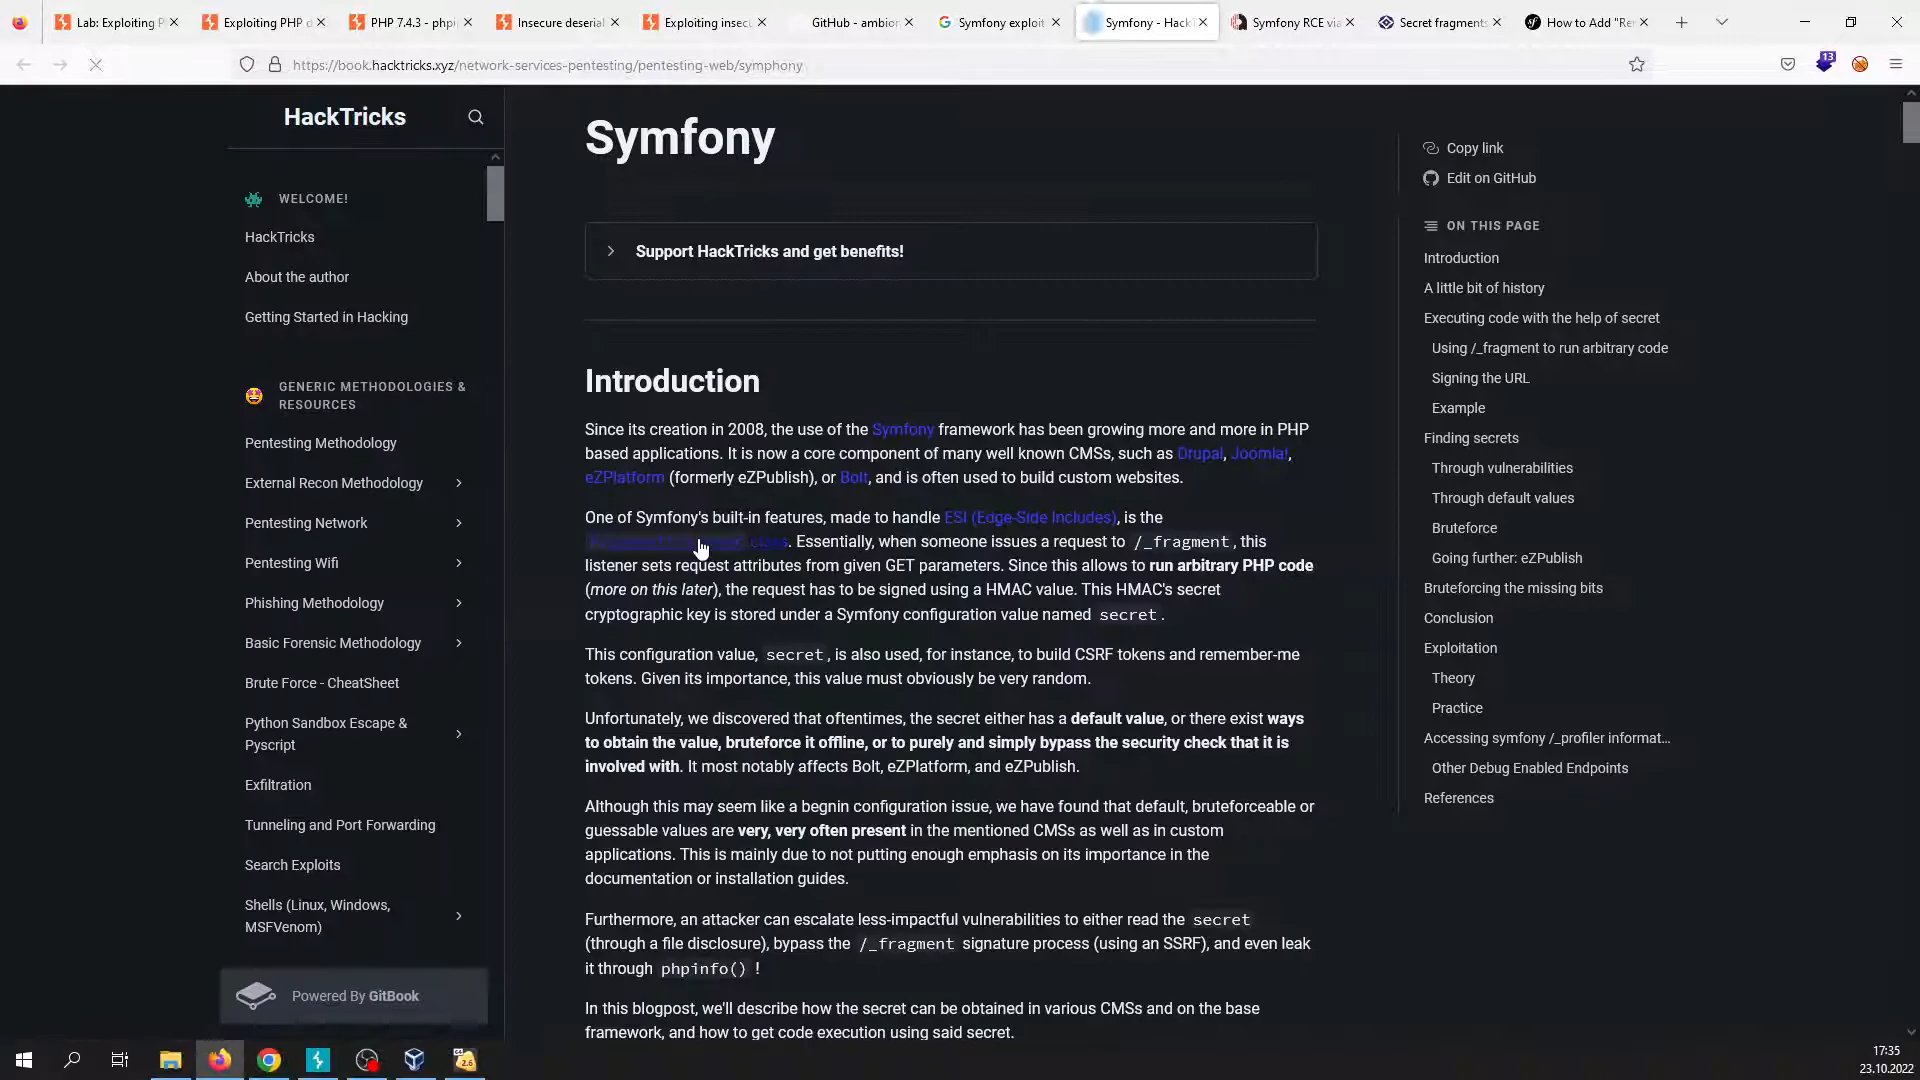 Lab: Exploiting P
Exploiting PHP d
PHP 7.4.3 - phpi
Insecure deserial
Exploiting insecu
GitHub - ambion
Symfony exploit
Symfony - HackT
Symfony RCE via
Secret fragments
How to Add "Re
https://book.hacktricks.xyz/network-services-pentesting/pentesting-web/symphony
13
HackTricks
WELCOME!
HackTricks
About the author
Getting Started in Hacking
GENERIC METHODOLOGIES &
RESOURCES
Pentesting Methodology
External Recon Methodology
Pentesting Network
Pentesting Wifi
Phishing Methodology
Basic Forensic Methodology
Brute Force - CheatSheet
Python Sandbox Escape &
Pyscript
Exfiltration
Tunneling and Port Forwarding
Search Exploits
Shells (Linux, Windows,
MSFVenom)
Powered By GitBook
Symfony
Support HackTricks and get benefits!
Introduction
Since its creation in 2008, the use of the Symfony framework has been growing more and more in PHP
based applications. It is now a core component of many well known CMSs, such as Drupal, Joomla!,
eZPlatform (formerly eZPublish), or Bolt, and is often used to build custom websites.
One of Symfony's built-in features, made to handle ESI (Edge-Side Includes), is the
class. Essentially, when someone issues a request to /_fragment, this
listener sets request attributes from given GET parameters. Since this allows to run arbitrary PHP code
(more on this later), the request has to be signed using a HMAC value. This HMAC's secret
cryptographic key is stored under a Symfony configuration value named secret.
This configuration value, secret, is also used, for instance, to build CSRF tokens and remember-me
tokens. Given its importance, this value must obviously be very random.
Unfortunately, we discovered that oftentimes, the secret either has a default value, or there exist ways
to obtain the value, bruteforce it offline, or to purely and simply bypass the security check that it is
involved with. It most notably affects Bolt, eZPlatform, and eZPublish.
Although this may seem like a begnin configuration issue, we have found that default, bruteforceable or
guessable values are very, very often present in the mentioned CMSs as well as in custom
applications. This is mainly due to not putting enough emphasis on its importance in the
documentation or installation guides.
Furthermore, an attacker can escalate less-impactful vulnerabilities to either read the secret
(through a file disclosure), bypass the /_fragment signature process (using an SSRF), and even leak
it through phpinfo() !
In this blogpost, we'll describe how the secret can be obtained in various CMSs and on the base
framework, and how to get code execution using said secret.
Copy link
Edit on GitHub
ON THIS PAGE
Introduction
A little bit of history
Executing code with the help of secret
Using /_fragment to run arbitrary code
Signing the URL
Example
Finding secrets
Through vulnerabilities
Through default values
Bruteforce
Going further: eZPublish
Bruteforcing the missing bits
Conclusion
Exploitation
Theory
Practice
Accessing symfony /_profiler informat...
Other Debug Enabled Endpoints
References
2.6
17:35
23.10.2022